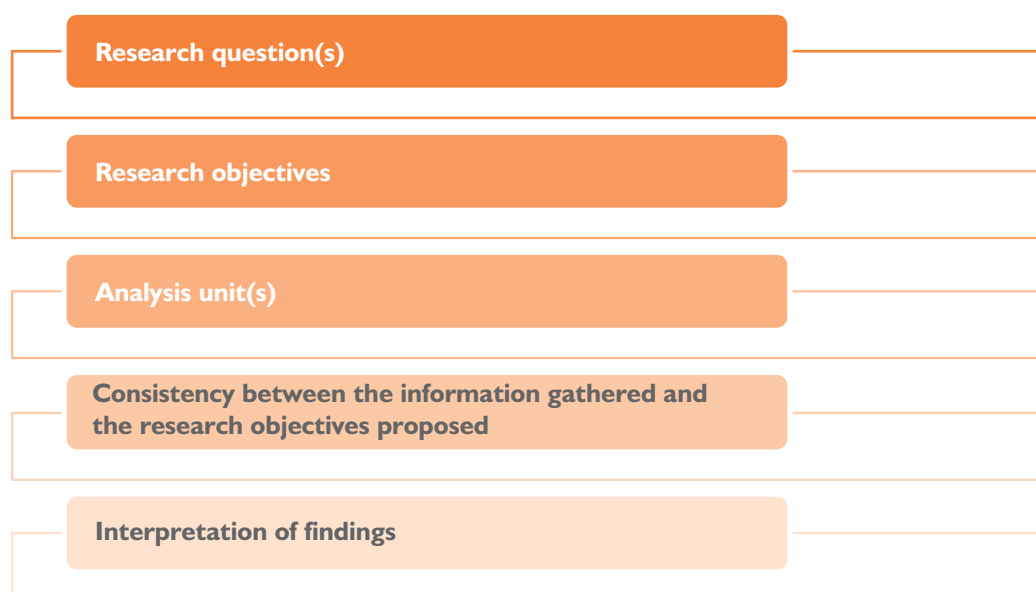 Research question(s)
Research objectives
Analysis unit(s)
Consistency between the information gathered and
the research objectives proposed
Interpretation of findings